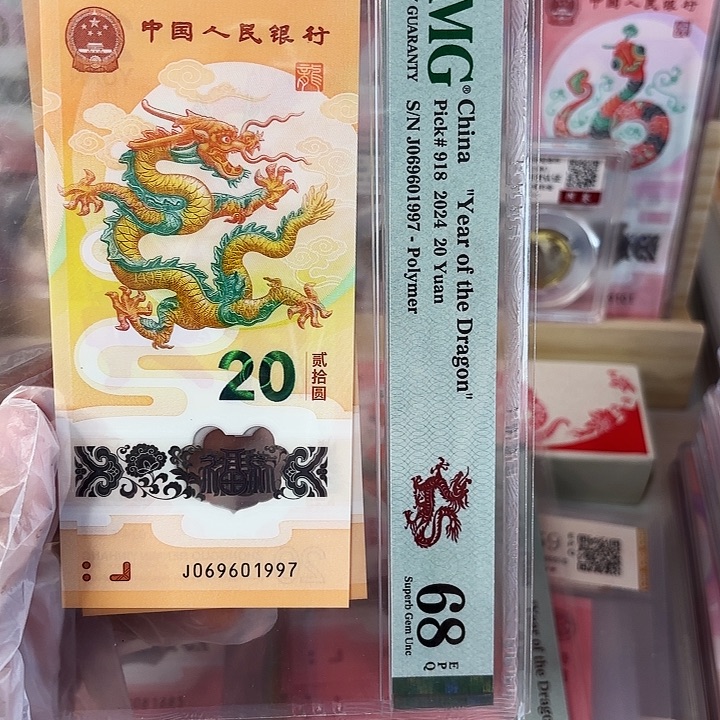 中国人民银行
龍
20
贰拾圆
J069601997
MG®
Y GUARANTY
China "Year of the Dragon"
Pick# 918 2024 20 Yuan
S/N J069601997 - Polymer
68
EPQ
Superb Gem Unc